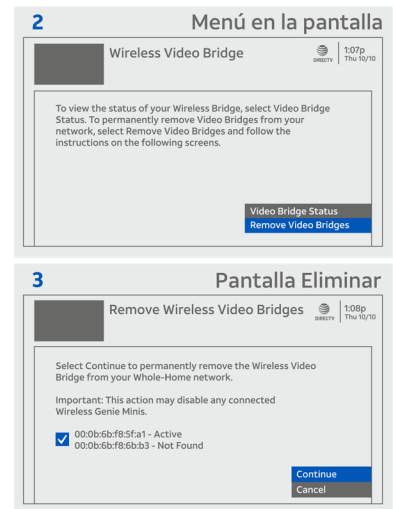 2
Menú en la pantalla
Wireless Video Bridge
DIRECTV
1:07p
Thu 10/10
To view the status of your Wireless Bridge, select Video Bridge
Status. To permanently remove Video Bridges from your
network, select Remove Video Bridges and follow the
instructions on the following screens.
Video Bridge Status
Remove Video Bridges
3
Pantalla Eliminar
Remove Wireless Video Bridges
DIRECTV
1:08p
Thu 10/10
Select Continue to permanently remove the Wireless Video
Bridge from your Whole-Home network.
Important: This action may disable any connected
Wireless Genie Minis.
00:0b:6b:f8:5f:a1 - Active
00:0b:6b:f8:6b:b3 - Not Found
Continue
Cancel